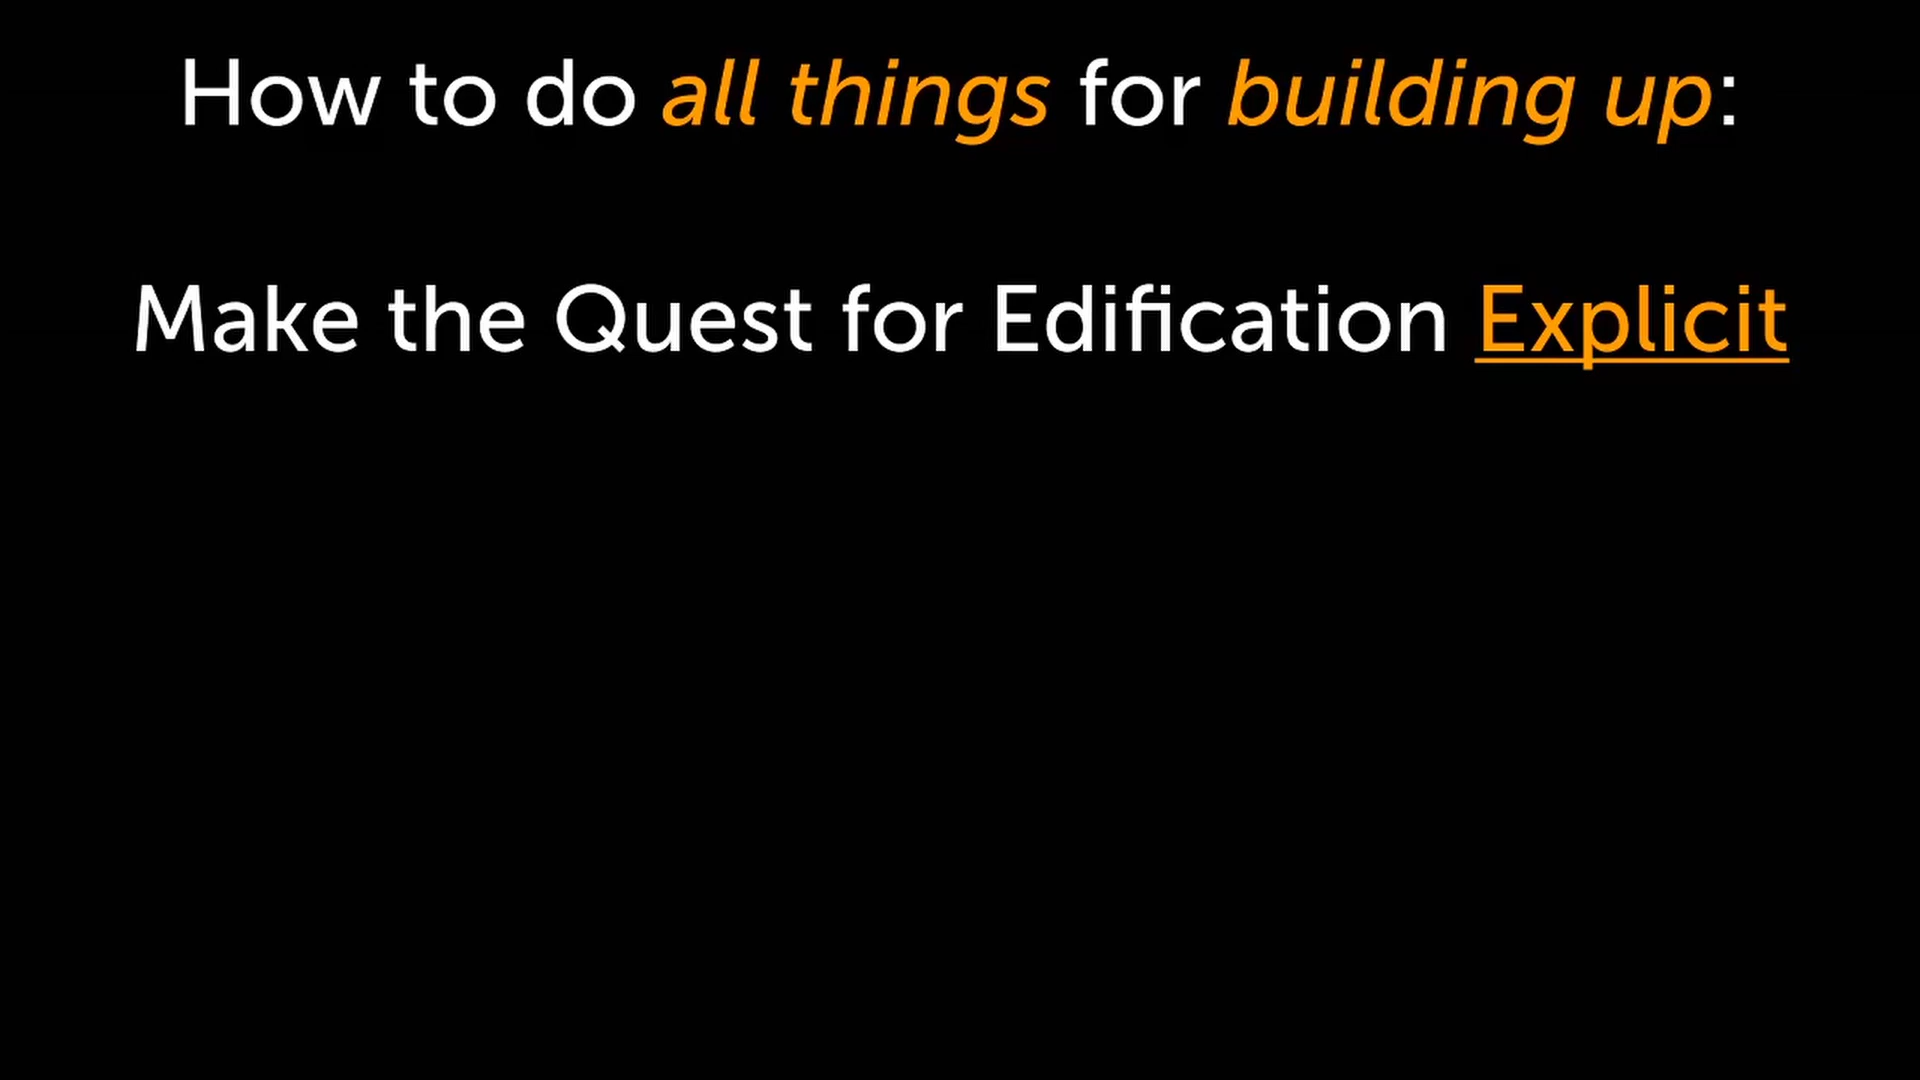 How to do all things for building up:
Make the Quest for Edification Explicit